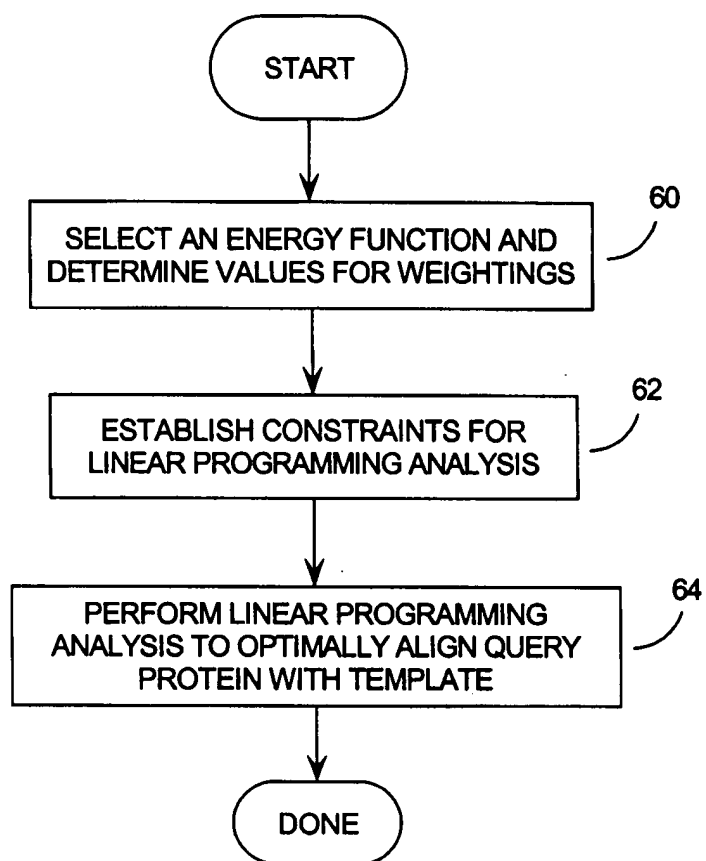 START
60
SELECT AN ENERGY FUNCTION AND
DETERMINE VALUES FOR WEIGHTINGS
62
ESTABLISH CONSTRAINTS FOR
LINEAR PROGRAMMING ANALYSIS
64
PERFORM LINEAR PROGRAMMING
ANALYSIS TO OPTIMALLY ALIGN QUERY
PROTEIN WITH TEMPLATE
DONE